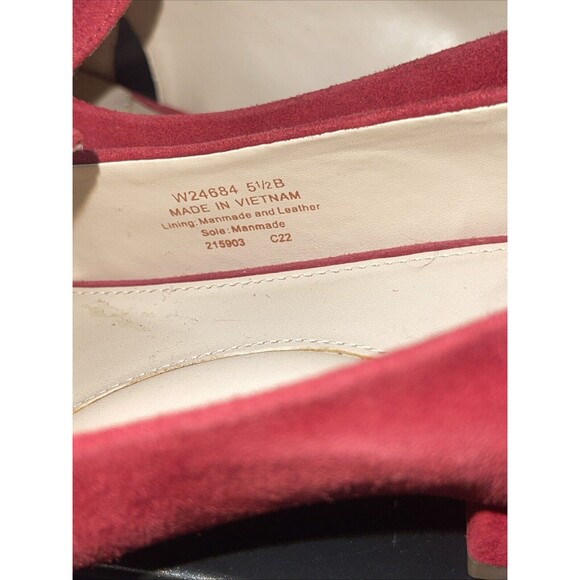 W24684 5½B
MADE IN VIETNAM
Lining: Manmade and Leather
Sole: Manmade
215903 C22